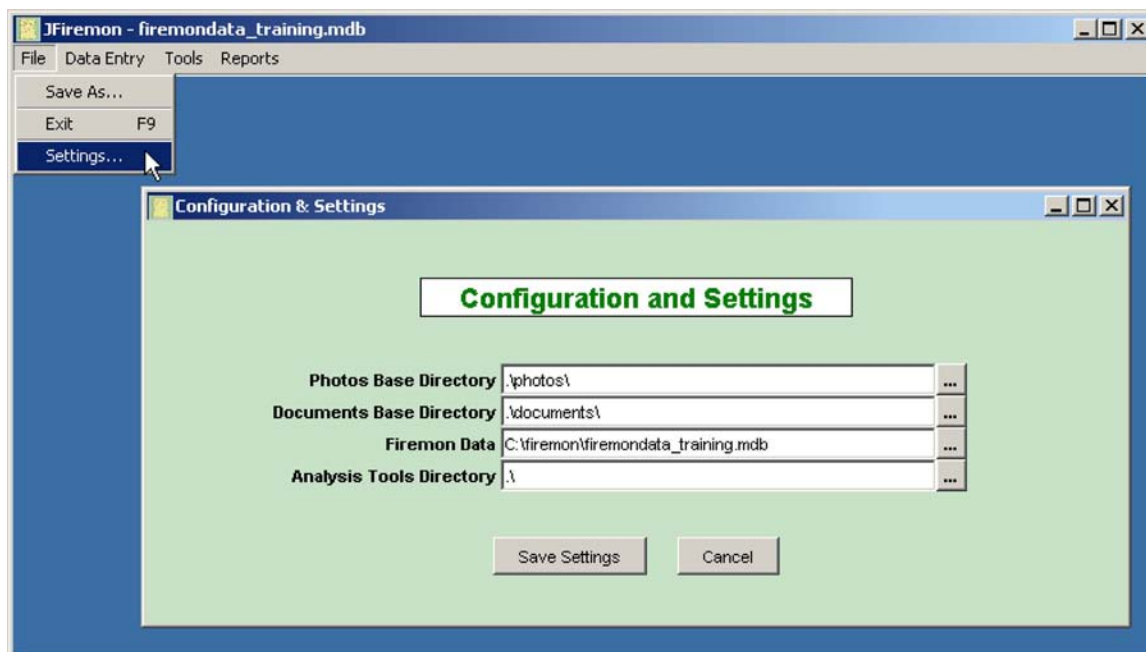 JFiremon - firemondata_training.mdb
File Data Entry Tools Reports
Save As...
Exit F9
Settings...
Configuration & Settings
Configuration and Settings
Photos Base Directory .\photos\ ...
Documents Base Directory .\documents\ ...
Firemon Data C:\firemon\firemondata_training.mdb ...
Analysis Tools Directory .\ ...
Save Settings Cancel